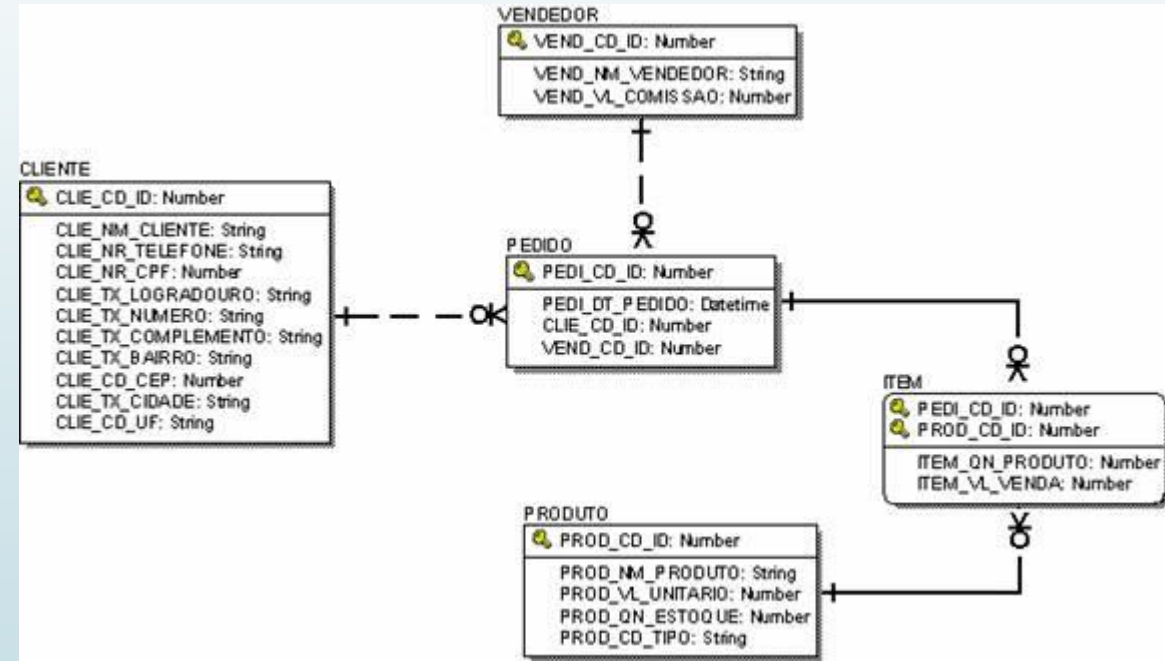 VENDEDOR
VEND_CD_ID: Number
VEND_NM_VENDEDOR: String
VEND_VL_COMISSAO: Number
CLIENTE
CLIE_CD_ID: Number
CLIE_NM_CLIENTE: String
CLIE_NR_TELEFONE: String
CLIE_NR_CPF: Number
CLIE_TX_LOGRADOURO: String
CLIE_TX_NUMERO: String
CLIE_TX_COMPLEMENTO: String
CLIE_TX_BAIRRO: String
CLIE_CD_CEP: Number
CLIE_TX_CIDADE: String
CLIE_CD_UF: String
PEDIDO
PEDI_CD_ID: Number
PEDI_DT_PEDIDO: Datetime
CLIE_CD_ID: Number
VEND_CD_ID: Number
ITEM
PEDI_CD_ID: Number
PROD_CD_ID: Number
ITEM_QN_PRODUTO: Number
ITEM_VL_VENDA: Number
PRODUTO
PROD_CD_ID: Number
PROD_NM_PRODUTO: String
PROD_VL_UNITARIO: Number
PROD_QN_ESTOQUE: Number
PROD_CD_TIPO: String